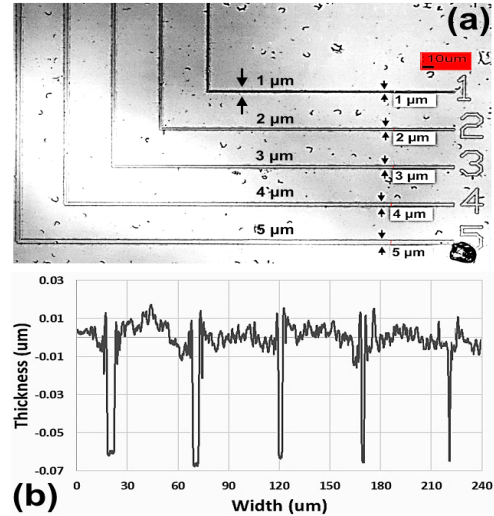 (a)
10um
1 µm
1 µm
1
2 µm
2 µm
2
3 µm
3 µm
3
4 µm
4 µm
4
5 µm
5 µm
5
(b)
Thickness (um)
0.03
0.01
-0.01
-0.03
-0.05
-0.07
0 30 60 90 120 150 180 210 240
Width (um)